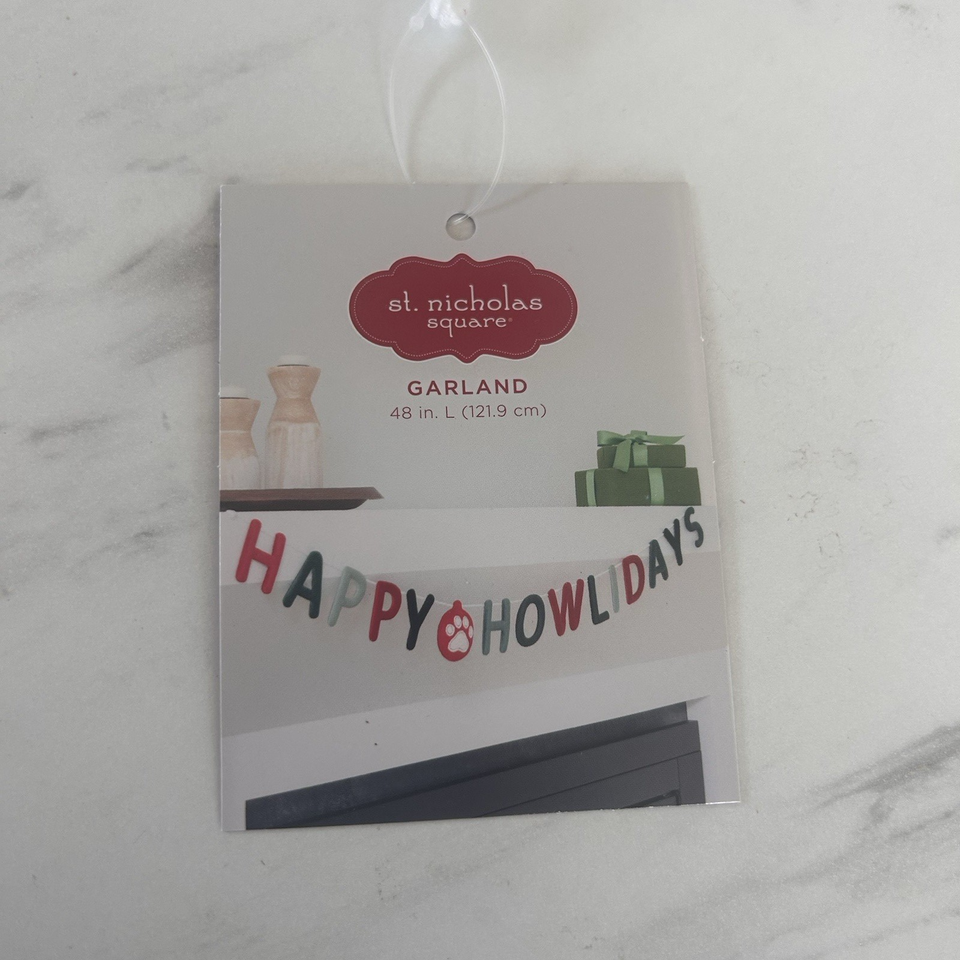 st. nicholas
square®
GARLAND
48 in. L (121.9 cm)
HAPPY HOWLIDAYS